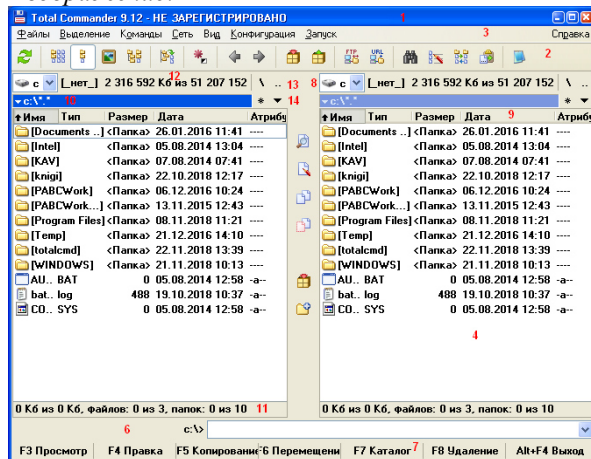 Total Commander 9.12 - НЕ ЗАРЕГИСТРИРОВАНО 1
Файлы Выделение Команды Сеть Вид Конфигурация Запуск 3 Справка
FTP URL 2
c [_нет_] 2 316 592 Кб из 51 207 152 \ .. 12 13 8 c [_нет_] 2 316 592 Кб из 51 207 152 \ ..
c:\*.* 10 * 14 c:\*.* *
Имя Тип Размер Дата Атрибу Имя Тип Размер Дата 9 Атрибу
[Documents ..] <Папка> 26.01.2016 11:41 ---- [Documents ..] <Папка> 26.01.2016 11:41 ----
[Intel] <Папка> 05.08.2014 13:04 ---- [Intel] <Папка> 05.08.2014 13:04 ----
[KAV] <Папка> 07.08.2014 07:41 ---- [KAV] <Папка> 07.08.2014 07:41 ----
[knigi] <Папка> 22.10.2018 12:17 ---- [knigi] <Папка> 22.10.2018 12:17 ----
[PABCWork] <Папка> 06.12.2016 10:24 ---- [PABCWork] <Папка> 06.12.2016 10:24 ----
[PABCWork...] <Папка> 13.11.2015 12:43 ---- [PABCWork...] <Папка> 13.11.2015 12:43 ----
[Program Files] <Папка> 08.11.2018 11:21 ---- [Program Files] <Папка> 08.11.2018 11:21 ----
[Temp] <Папка> 21.12.2016 14:10 ---- [Temp] <Папка> 21.12.2016 14:10 ----
[totalcmd] <Папка> 22.11.2018 13:39 ---- [totalcmd] <Папка> 22.11.2018 13:39 ----
[WINDOWS] <Папка> 21.11.2018 10:13 ---- [WINDOWS] <Папка> 21.11.2018 10:13 ----
AU.. BAT 0 05.08.2014 12:58 -a-- AU.. BAT 0 05.08.2014 12:58 -a--
bat.. log 488 19.10.2018 10:37 -a-- bat.. log 488 19.10.2018 10:37 -a--
CO.. SYS 0 05.08.2014 12:58 -a-- CO.. SYS 0 05.08.2014 12:58 -a--
4
0 Кб из 0 Кб, файлов: 0 из 3, папок: 0 из 10 11 0 Кб из 0 Кб, файлов: 0 из 3, папок: 0 из 10
6 c:\>
F3 Просмотр F4 Правка F5 Копирование F6 Перемещени F7 Каталог 7 F8 Удаление Alt+F4 Выход